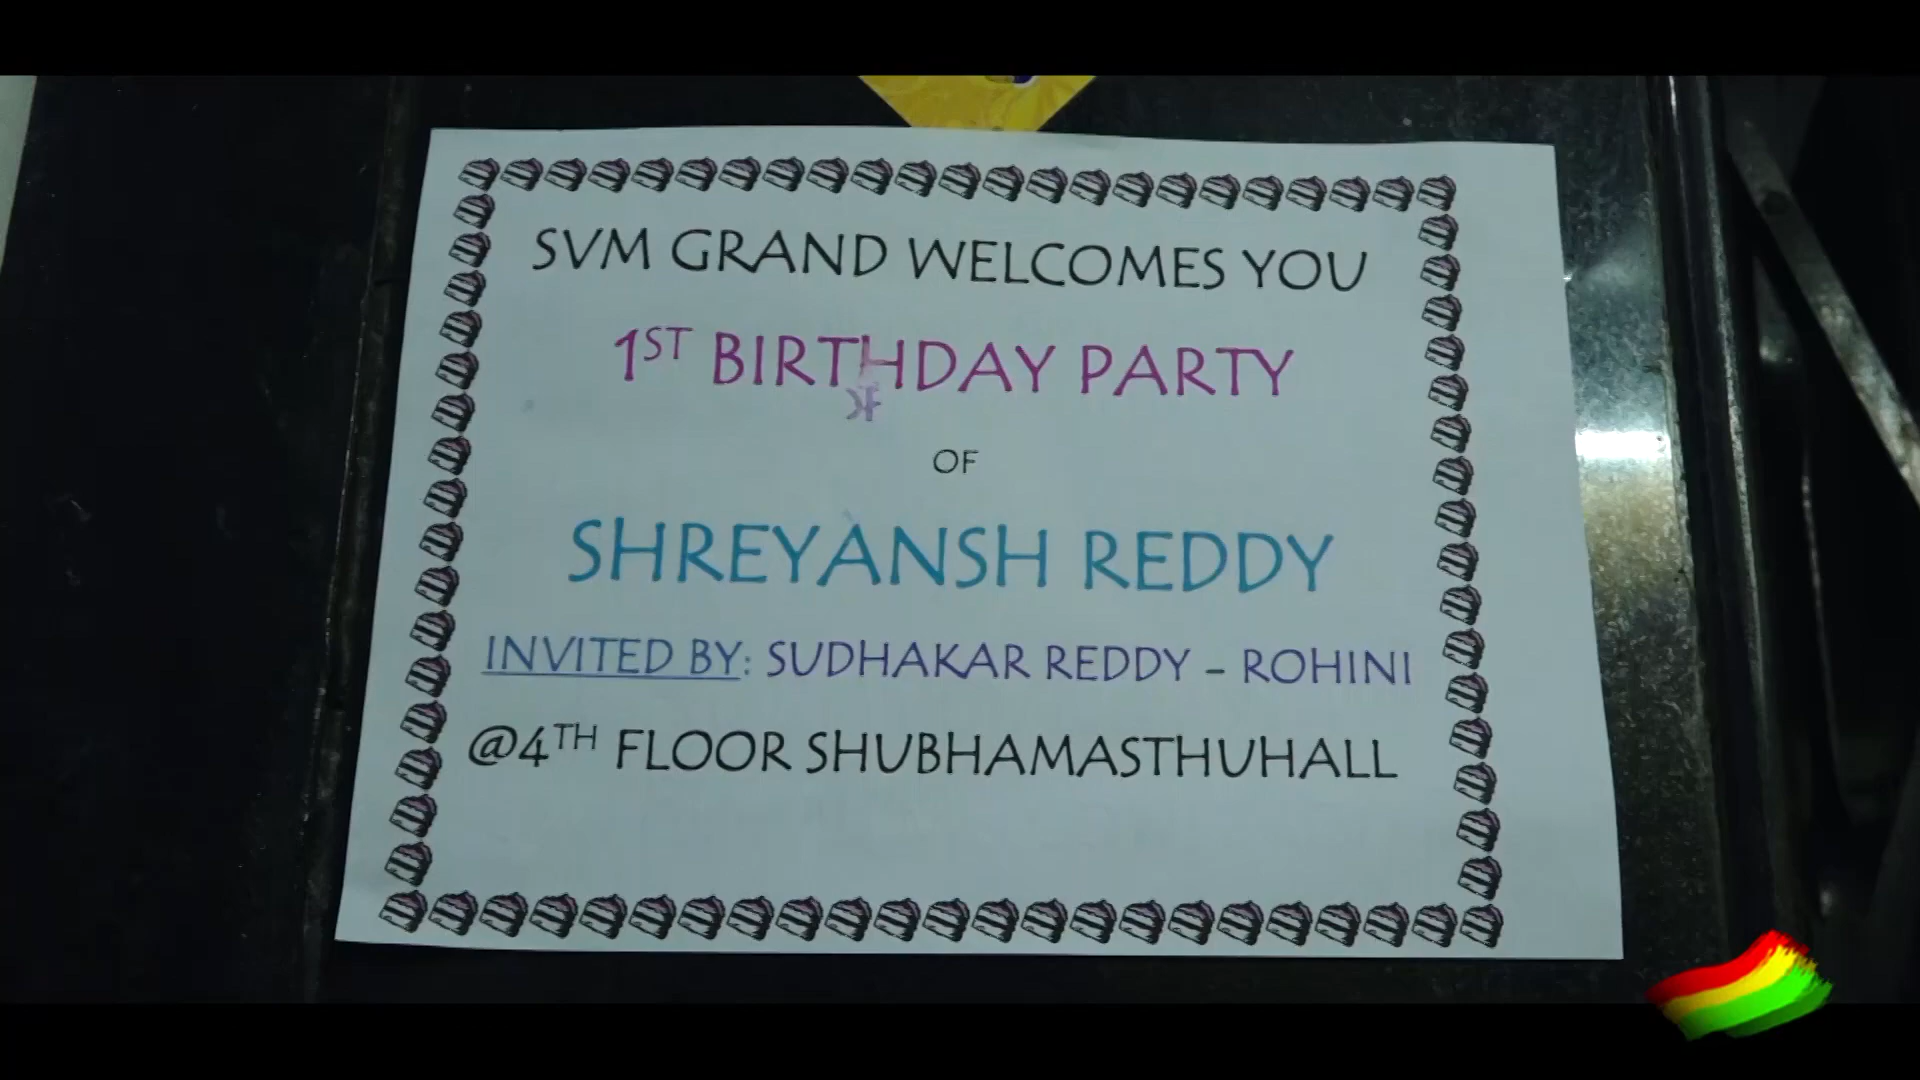 SVM GRAND WELCOMES YOU
1ST BIRTHDAY PARTY
OF
SHREYANSH REDDY
INVITED BY: SUDHAKAR REDDY – ROHINI
@4TH FLOOR SHUBHAMASTHUHALL